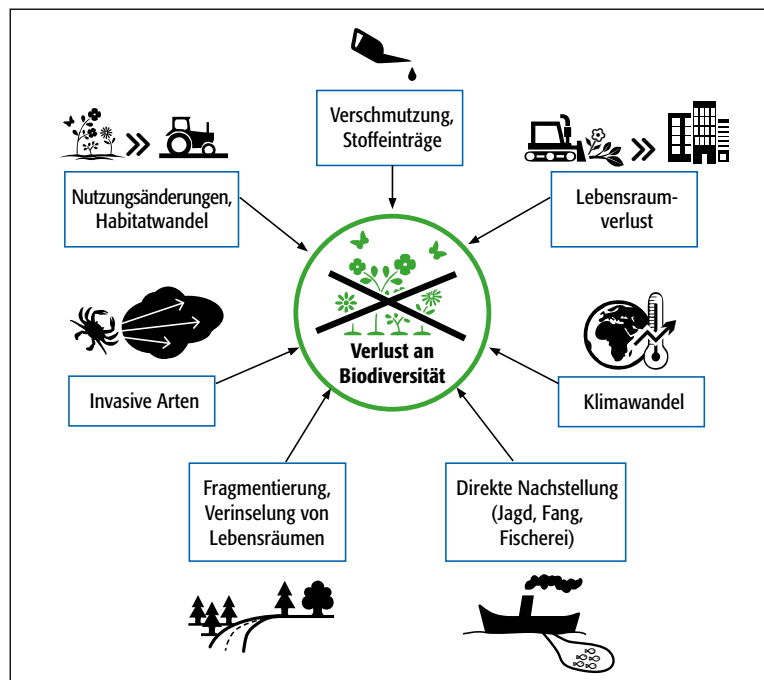 Verschmutzung,
Stoffeinträge
Nutzungsänderungen,
Habitatwandel
Lebensraum-
verlust
Verlust an
Biodiversität
Invasive Arten
Klimawandel
Fragmentierung,
Verinselung von
Lebensräumen
Direkte Nachstellung
(Jagd, Fang,
Fischerei)